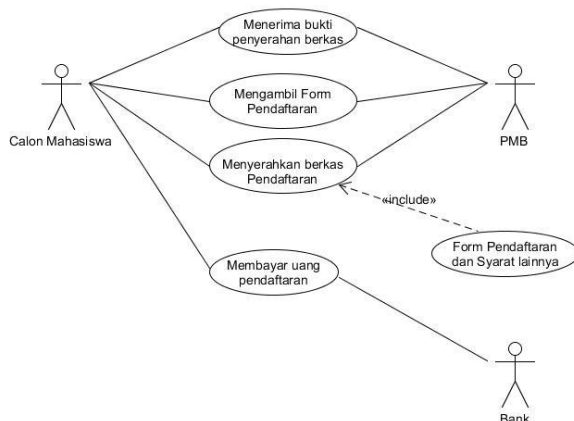 Menerima bukti
penyerahan berkas
Mengambil Form
Pendaftaran
Calon Mahasiswa
PMB
Menyerahkan berkas
Pendaftaran
«include»
Form Pendaftaran
dan Syarat lainnya
Membayar uang
pendaftaran
Bank